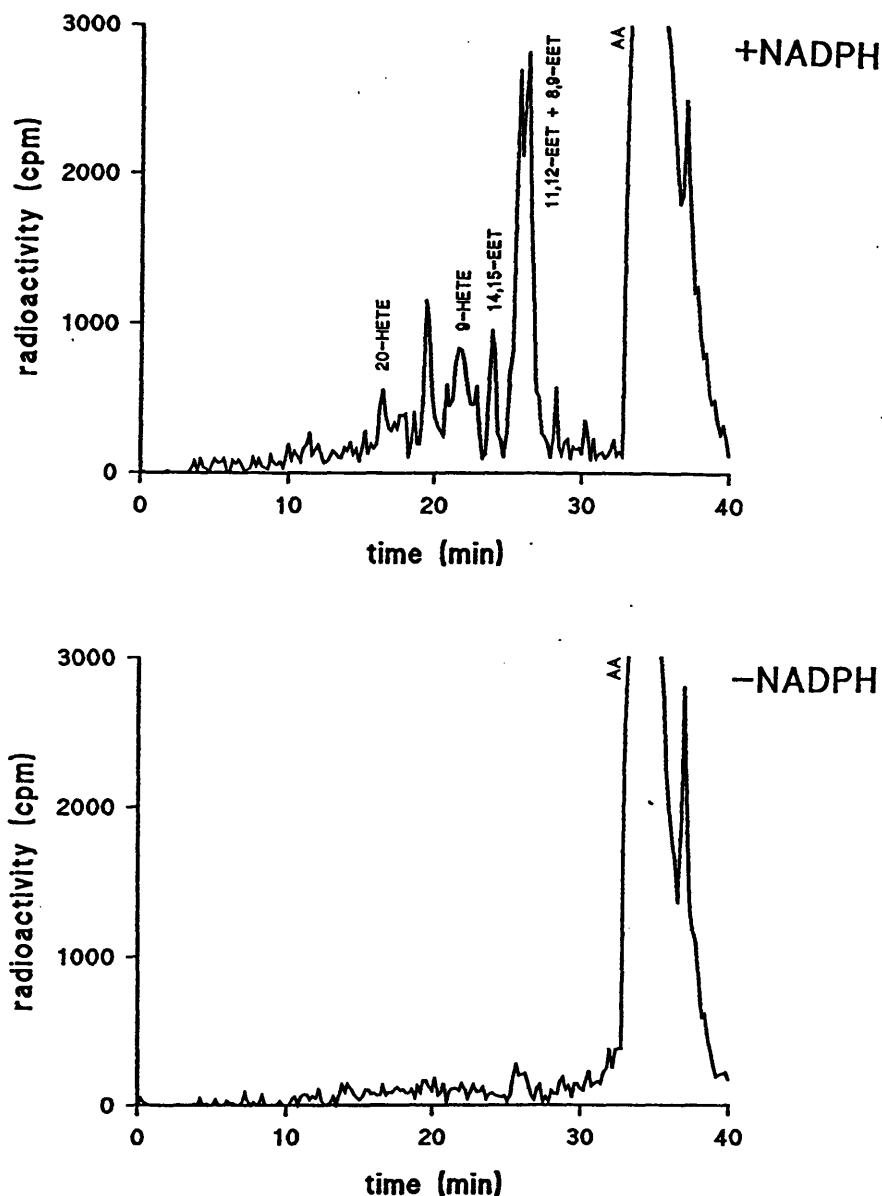 3000
2000
1000
0
radioactivity (cpm)
20-HETE
9-HETE
14,15-EET
11,12-EET + 8,9-EET
AA
+NADPH
0
10
20
30
40
time (min)
3000
2000
1000
0
radioactivity (cpm)
AA
-NADPH
0
10
20
30
40
time (min)